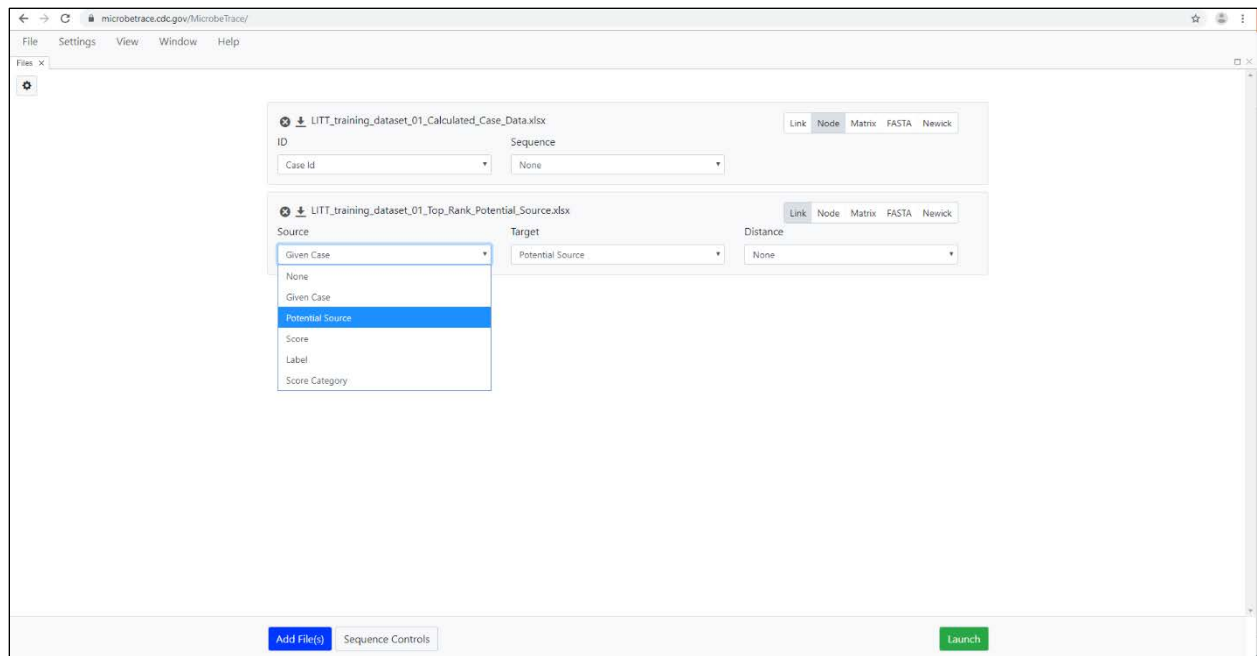 microbetrace.cdc.gov/MicrobeTrace/
File Settings View Window Help
Files
LITT_training_dataset_01_Calculated_Case_Data.xlsx Link Node Matrix FASTA Newick
ID Sequence
Case Id None
LITT_training_dataset_01_Top_Rank_Potential_Source.xlsx Link Node Matrix FASTA Newick
Source Target Distance
Given Case Potential Source None
None
Given Case
Potential Source
Score
Label
Score Category
Add File(s) Sequence Controls Launch